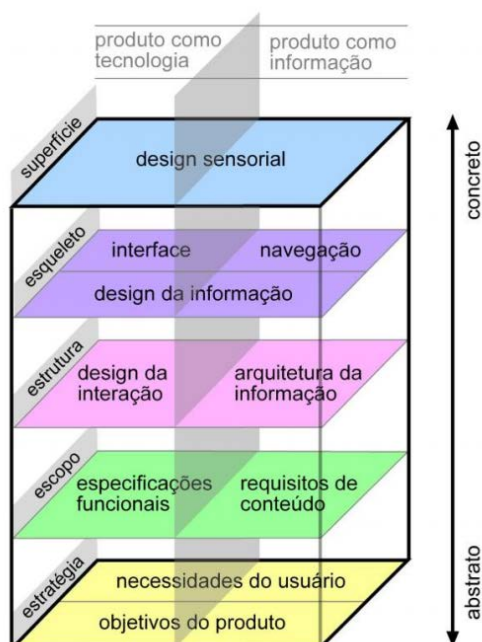 produto como
tecnologia
produto como
informação
superfície
design sensorial
concreto
esqueleto
interface
navegação
design da informação
estrutura
design da
interação
arquitetura da
informação
escopo
especificações
funcionais
requisitos de
conteúdo
estratégia
necessidades do usuário
objetivos do produto
abstrato